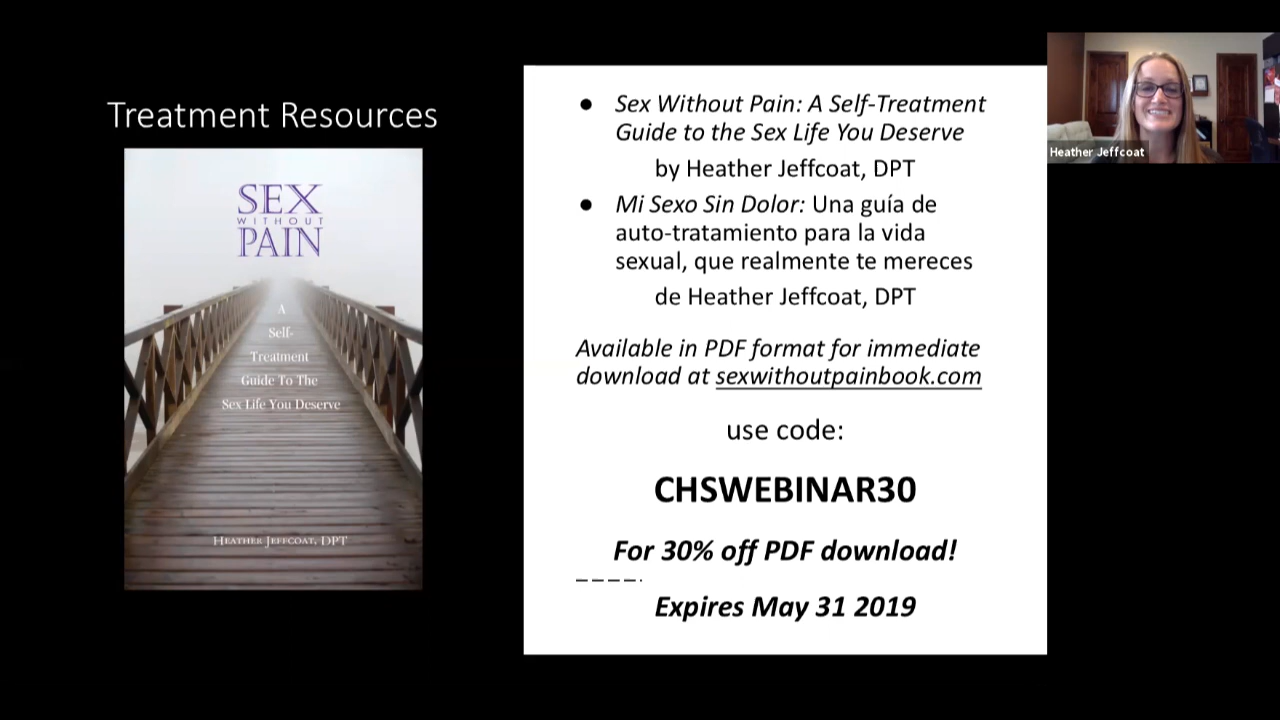 Treatment Resources
SEX
WITHOUT
PAIN
A
Self-
Treatment
Guide To The
Sex Life You Deserve
Heather Jeffcoat, DPT
● Sex Without Pain: A Self-Treatment
Guide to the Sex Life You Deserve
by Heather Jeffcoat, DPT
● Mi Sexo Sin Dolor: Una guía de
auto-tratamiento para la vida
sexual, que realmente te mereces
de Heather Jeffcoat, DPT
Available in PDF format for immediate
download at sexwithoutpainbook.com
use code:
CHSWEBINAR30
For 30% off PDF download!
Expires May 31 2019
Heather Jeffcoat